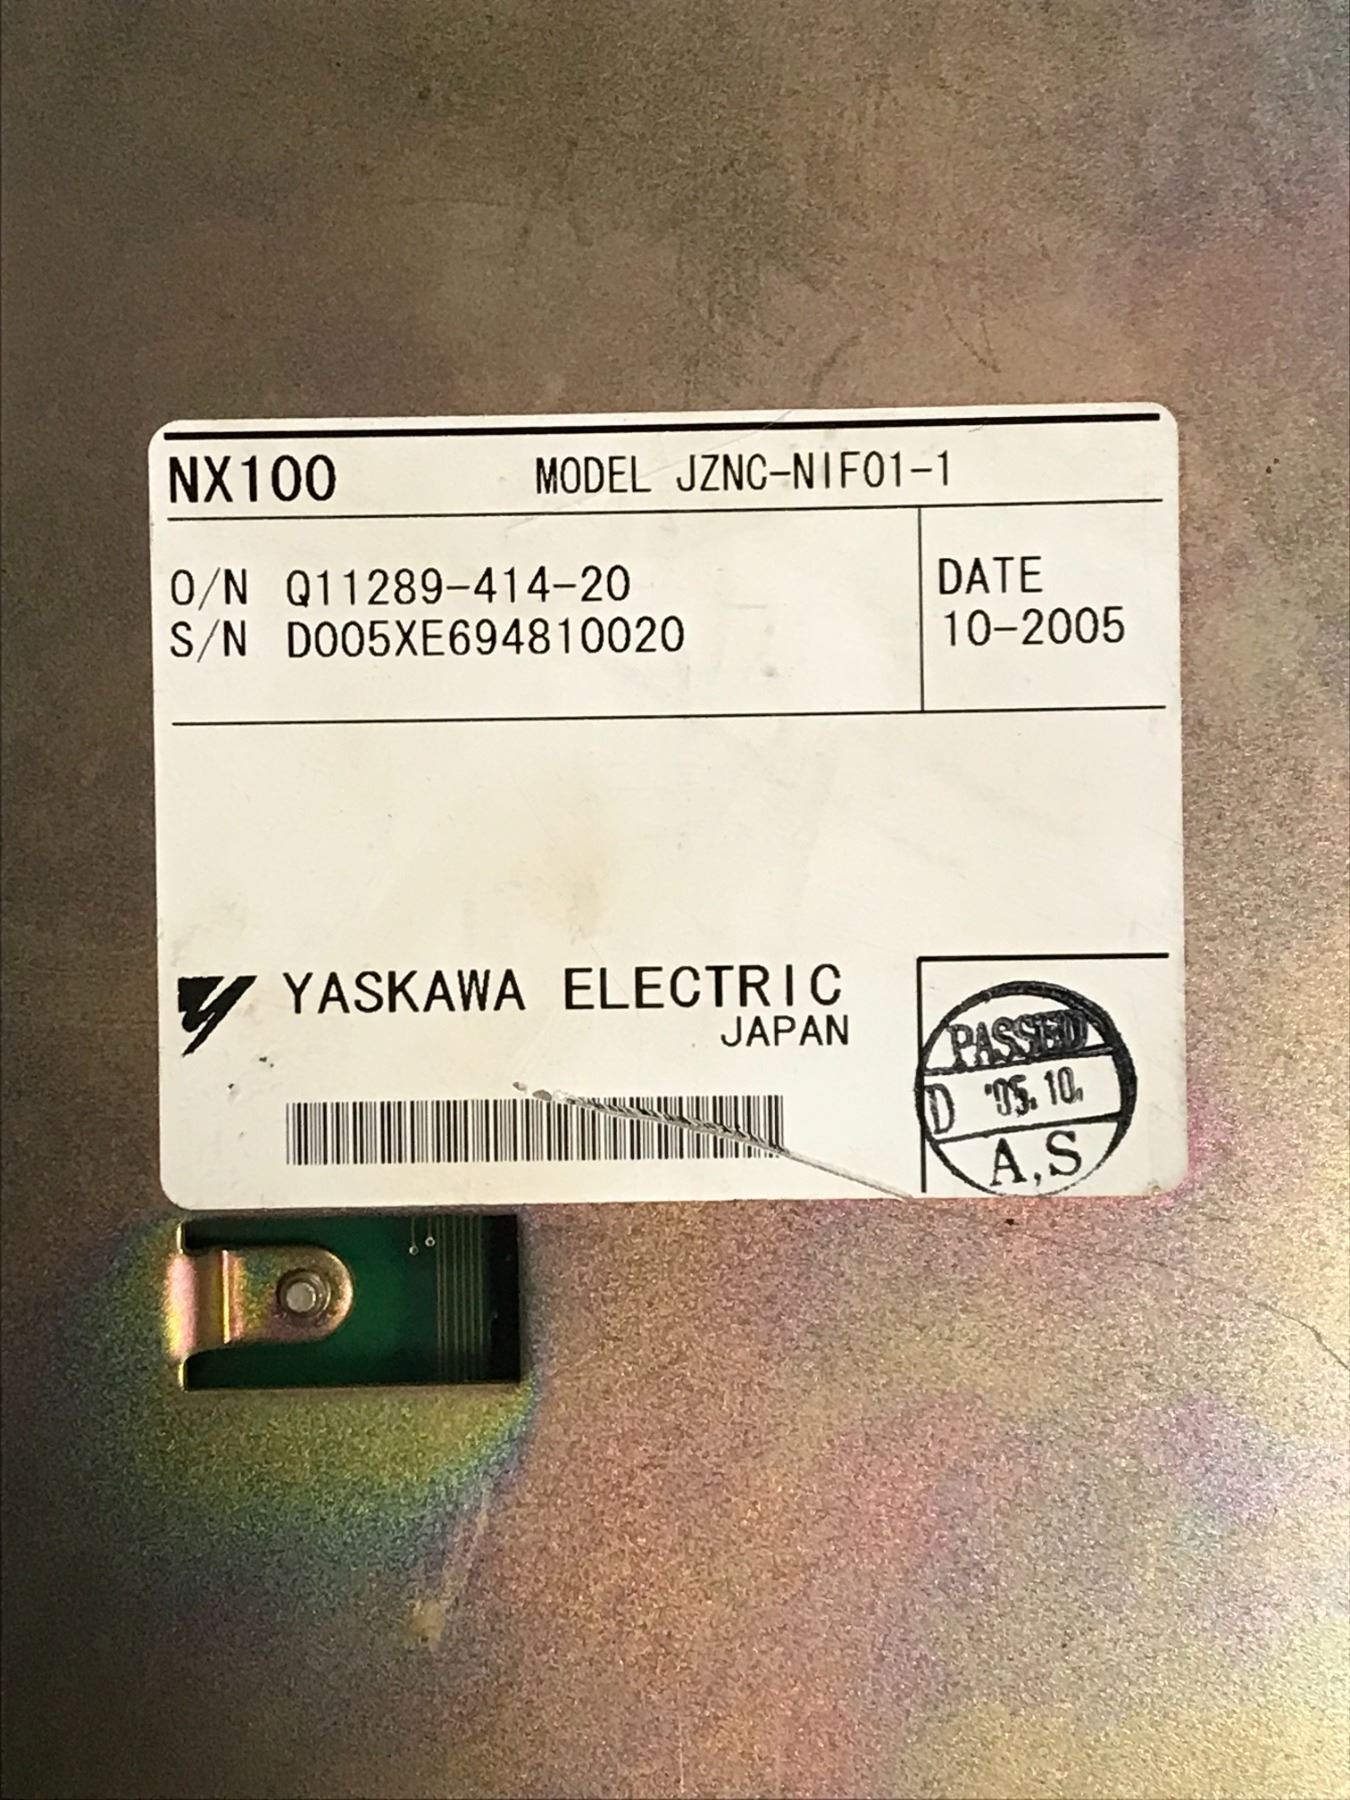 NX100 MODEL JZNC-NIF01-1
O/N Q11289-414-20
S/N D005XE694810020
DATE
10-2005
YASKAWA ELECTRIC
JAPAN
PASSED
D '05.10.
A,S